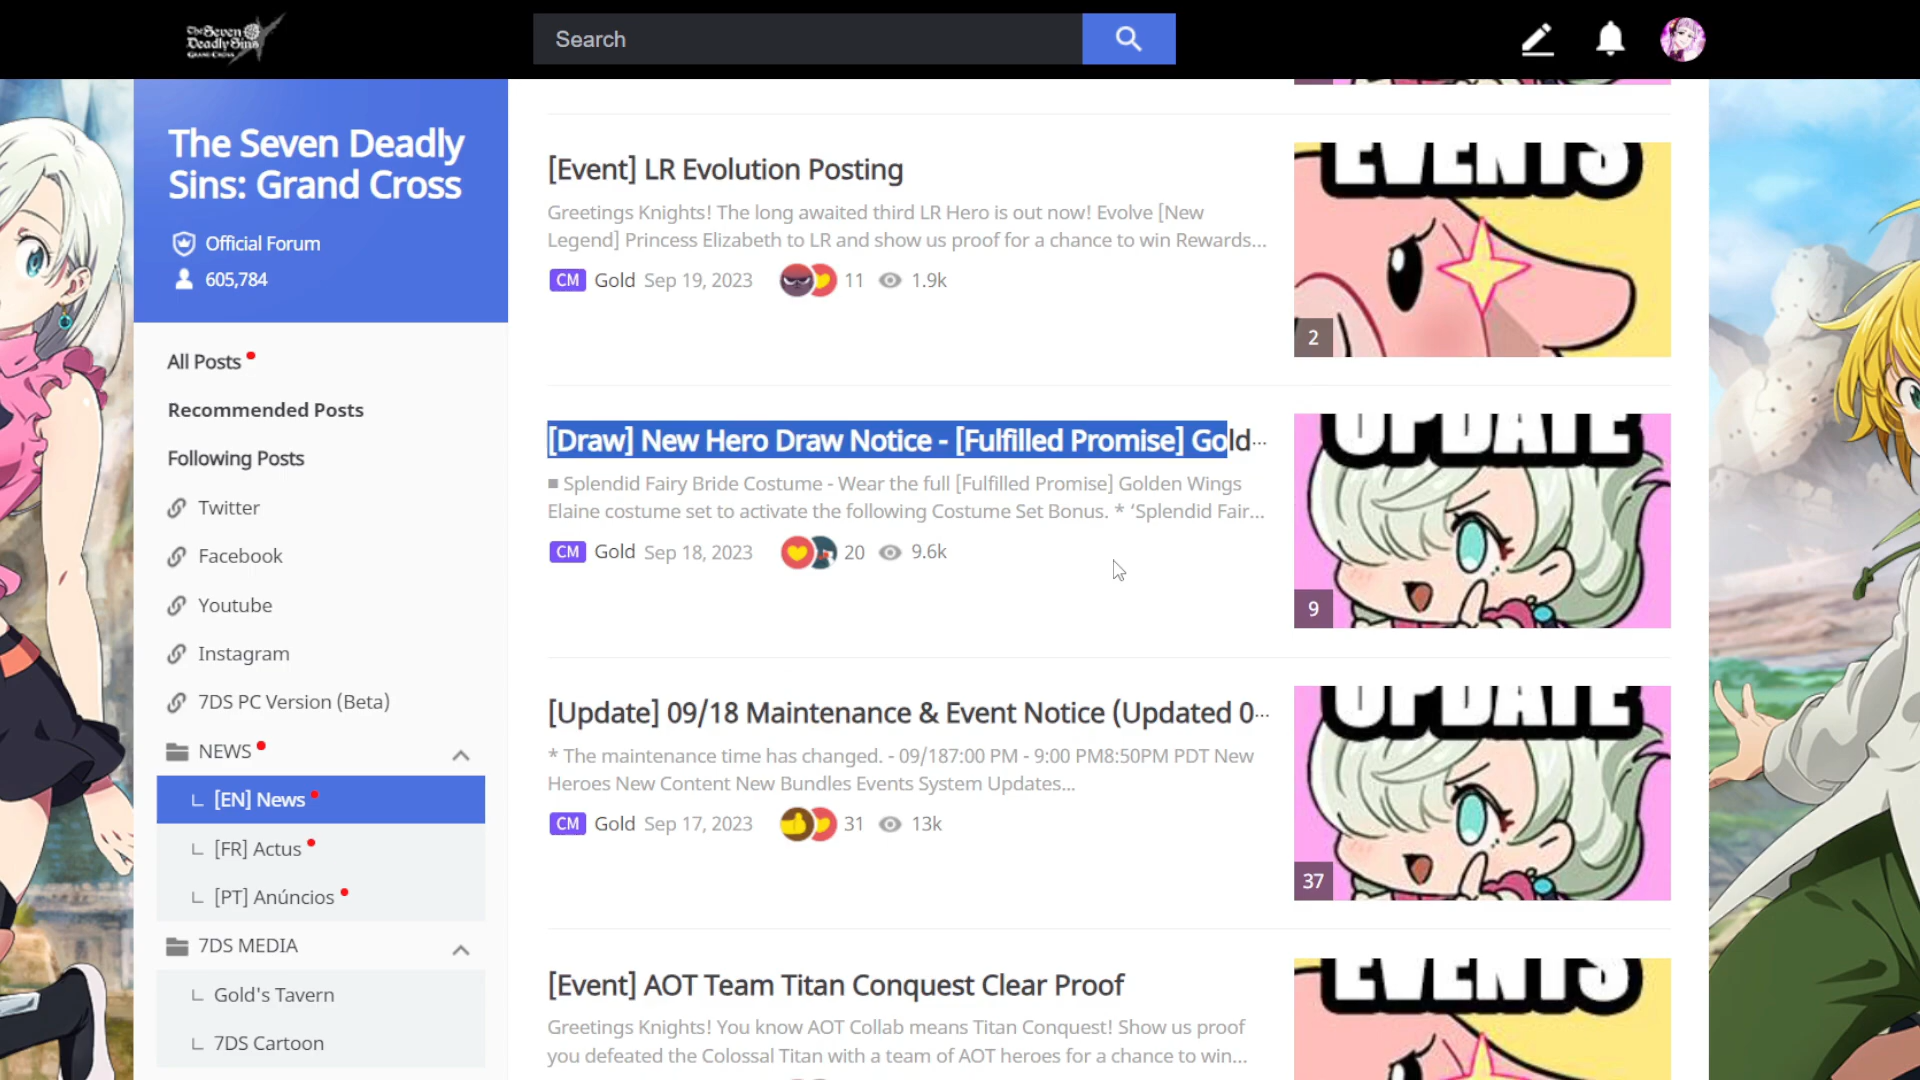 The Seven
Deadly Sins
GRAND CROSS
Search
The Seven Deadly
Sins: Grand Cross
Official Forum
605,784
All Posts
Recommended Posts
Following Posts
Twitter
Facebook
Youtube
Instagram
7DS PC Version (Beta)
NEWS
[EN] News
[FR] Actus
[PT] Anúncios
7DS MEDIA
Gold's Tavern
7DS Cartoon
[Event] LR Evolution Posting
Greetings Knights! The long awaited third LR Hero is out now! Evolve [New
Legend] Princess Elizabeth to LR and show us proof for a chance to win Rewards...
CM Gold Sep 19, 2023 11 1.9k
EVENTS
2
[Draw] New Hero Draw Notice - [Fulfilled Promise] Gold...
■ Splendid Fairy Bride Costume - Wear the full [Fulfilled Promise] Golden Wings
Elaine costume set to activate the following Costume Set Bonus. * ‘Splendid Fair...
CM Gold Sep 18, 2023 20 9.6k
UPDATE
9
[Update] 09/18 Maintenance & Event Notice (Updated 0...
* The maintenance time has changed. - 09/187:00 PM - 9:00 PM8:50PM PDT New
Heroes New Content New Bundles Events System Updates...
CM Gold Sep 17, 2023 31 13k
UPDATE
37
[Event] AOT Team Titan Conquest Clear Proof
Greetings Knights! You know AOT Collab means Titan Conquest! Show us proof
you defeated the Colossal Titan with a team of AOT heroes for a chance to win...
EVENTS